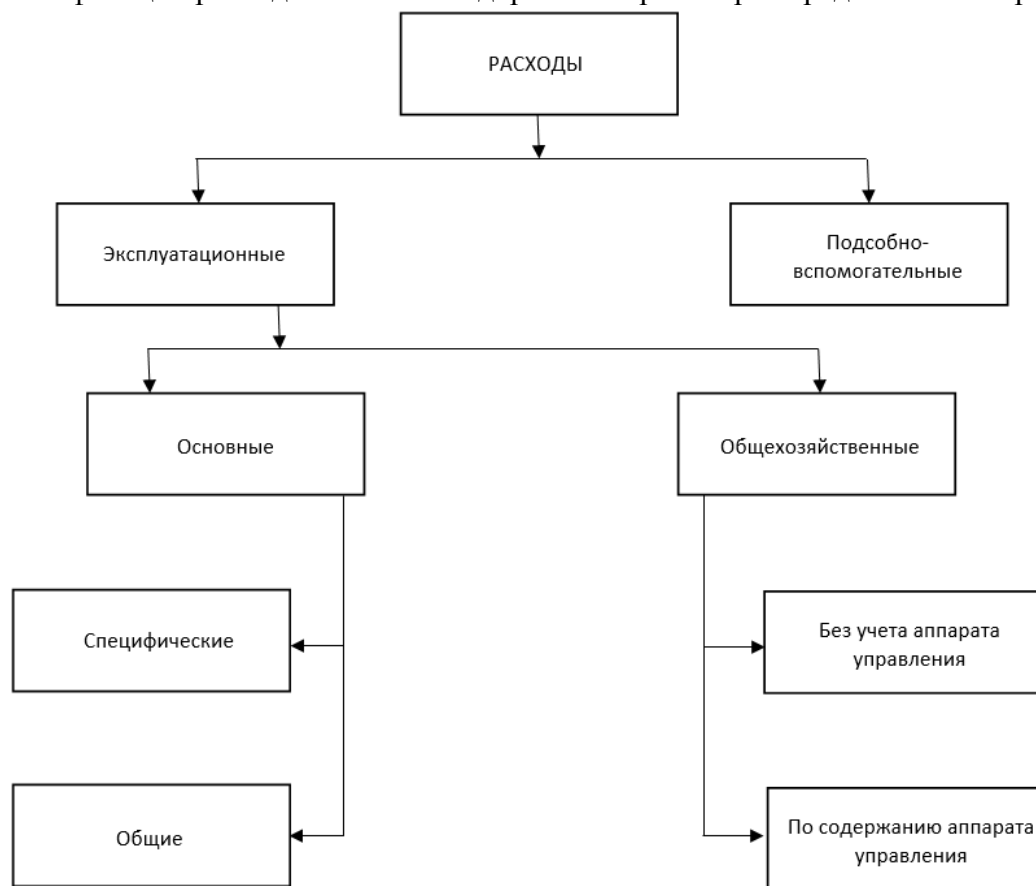 РАСХОДЫ
Эксплуатационные
Подсобно-
вспомогательные
Основные
Общехозяйственные
Специфические
Без учета аппарата
управления
Общие
По содержанию аппарата
управления